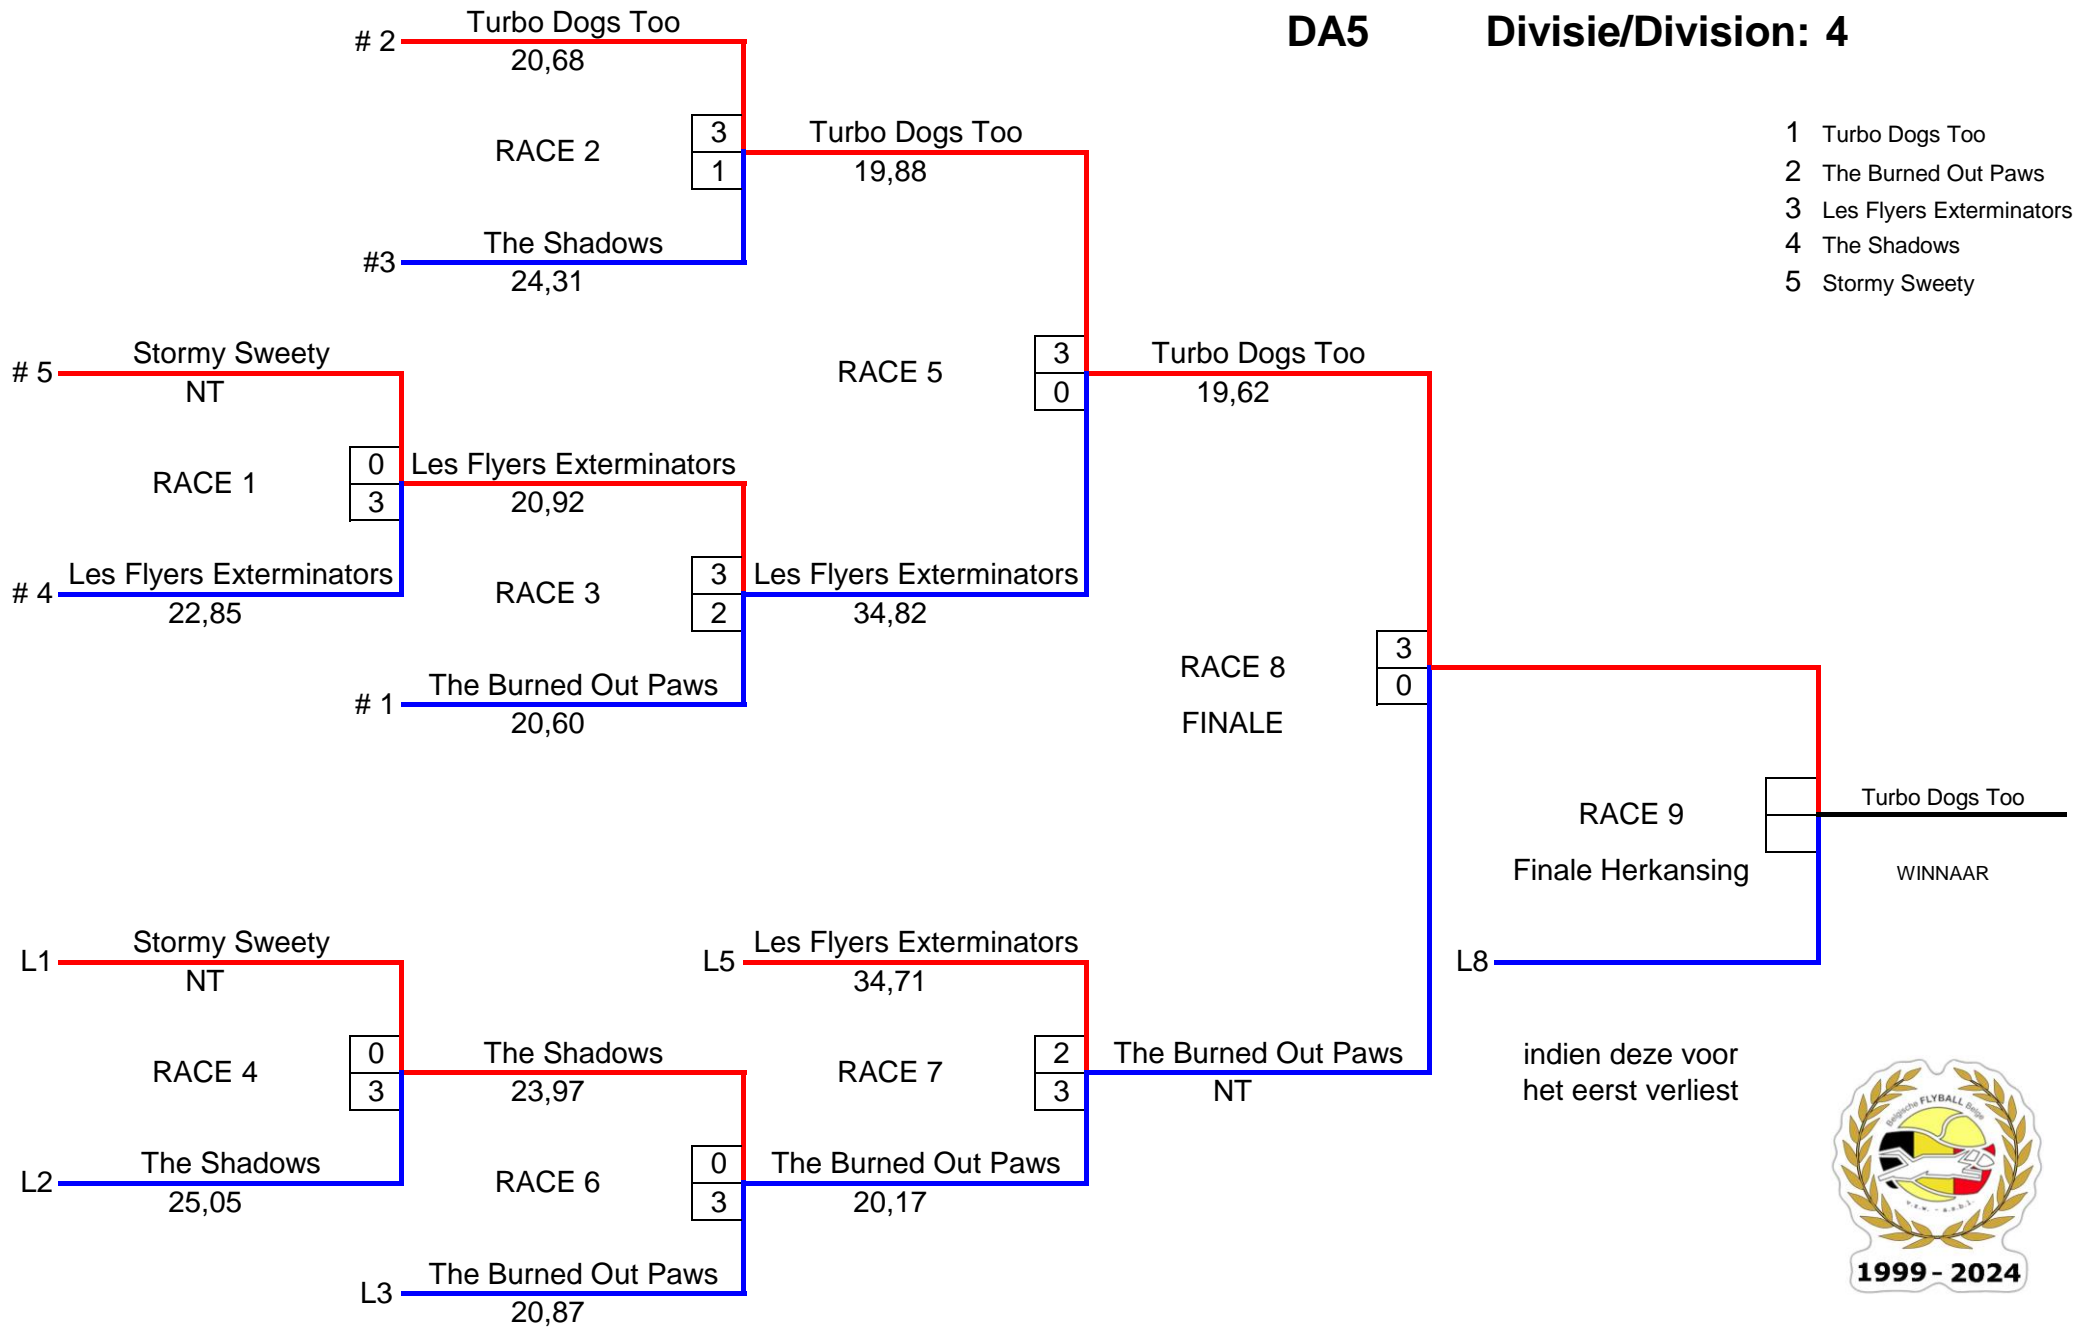 DA5 Divisie/Division: 4
# 2 Turbo Dogs Too
20,68
RACE 2
3
1
#3 The Shadows
24,31
Turbo Dogs Too
19,88
1 Turbo Dogs Too
2 The Burned Out Paws
3 Les Flyers Exterminators
4 The Shadows
5 Stormy Sweety
# 5 Stormy Sweety
NT
RACE 1
0
3
# 4 Les Flyers Exterminators
22,85
Les Flyers Exterminators
20,92
RACE 3
3
2
# 1 The Burned Out Paws
20,60
Les Flyers Exterminators
34,82
RACE 5
3
0
Turbo Dogs Too
19,62
RACE 8
FINALE
3
0
RACE 9
Finale Herkansing
Turbo Dogs Too
WINNAAR
L1 Stormy Sweety
NT
RACE 4
0
3
L2 The Shadows
25,05
The Shadows
23,97
RACE 6
0
3
L3 The Burned Out Paws
20,87
L5 Les Flyers Exterminators
34,71
RACE 7
2
3
The Burned Out Paws
20,17
The Burned Out Paws
NT
L8
indien deze voor
het eerst verliest
Belgische FLYBALL Belge
v.z.w. - a.s.b.l.
1999 - 2024